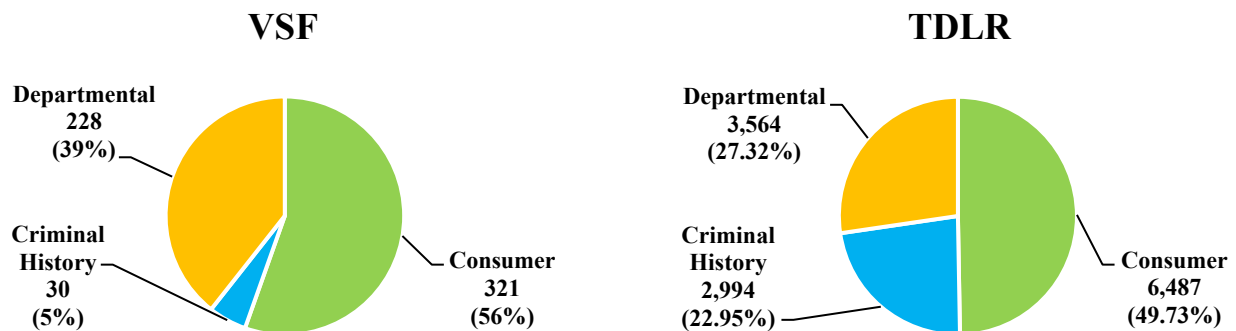 VSF
Departmental
228
(39%)
Criminal
History
30
(5%)
Consumer
321
(56%)
TDLR
Departmental
3,564
(27.32%)
Criminal
History
2,994
(22.95%)
Consumer
6,487
(49.73%)